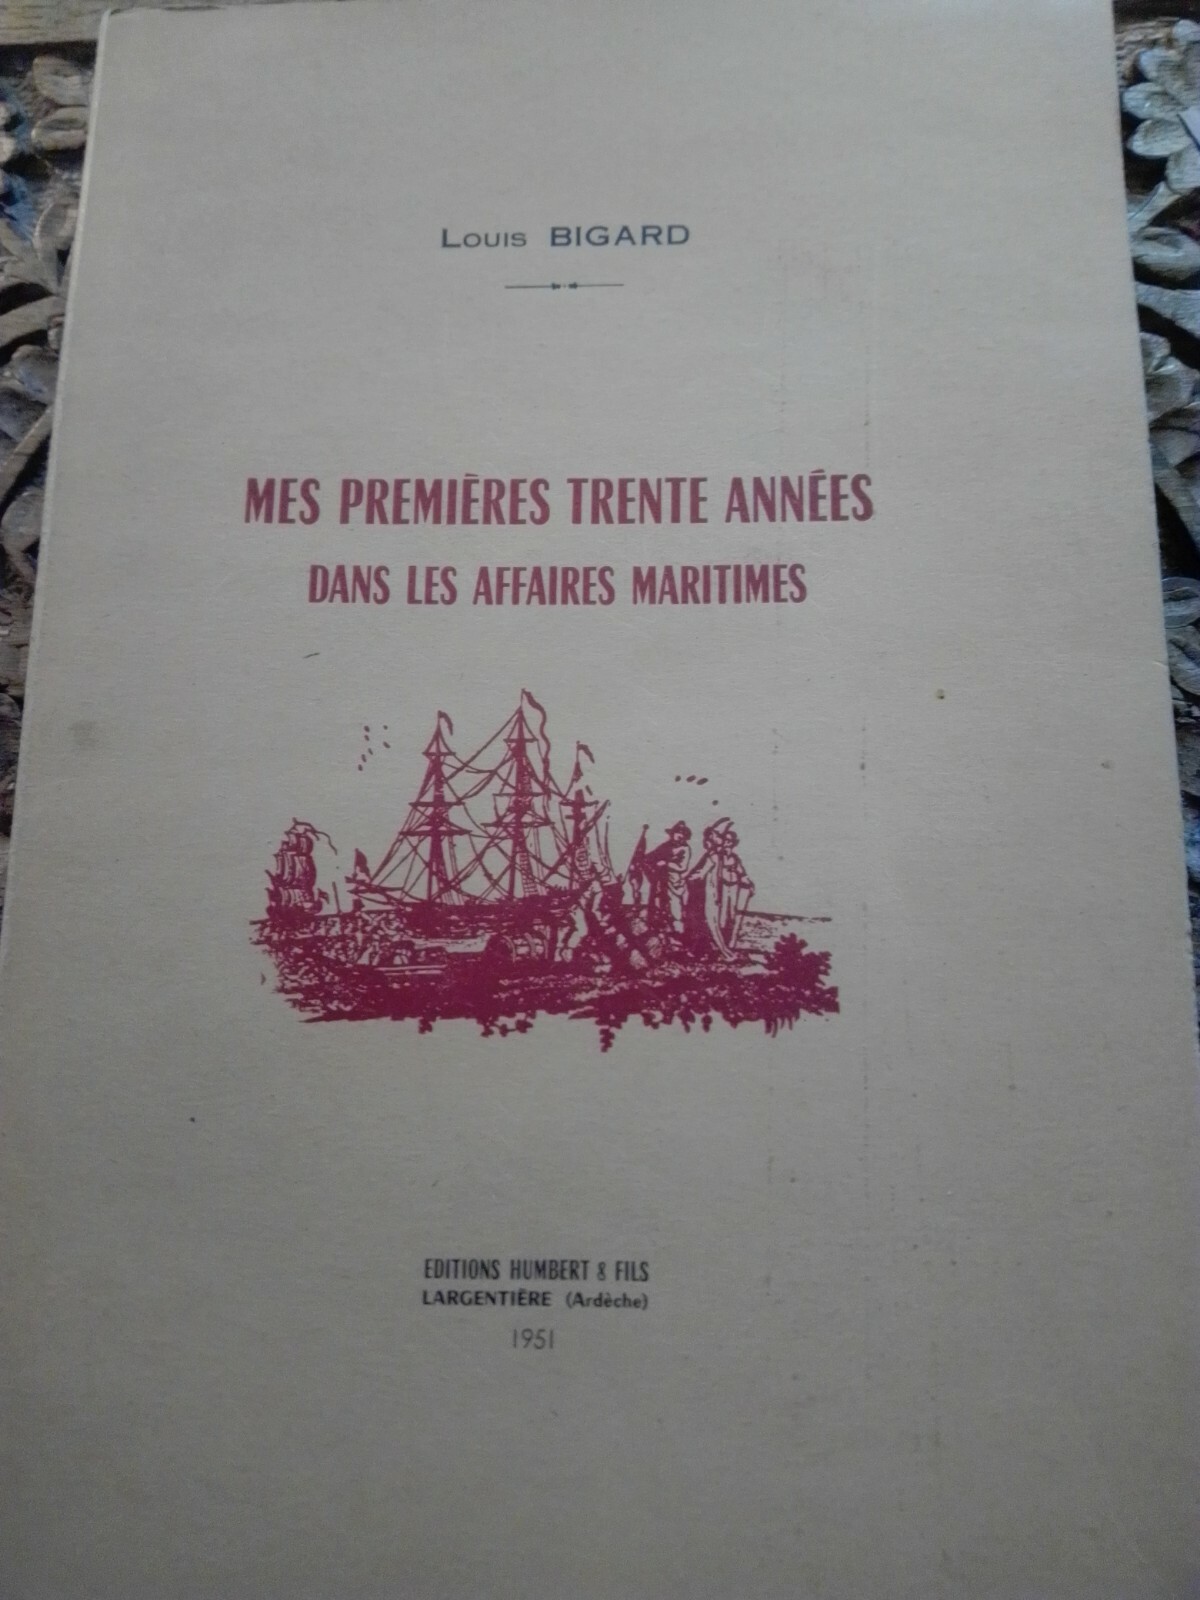 Louis BIGARD
MES PREMIÈRES TRENTE ANNÉES
DANS LES AFFAIRES MARITIMES
EDITIONS HUMBERT & FILS
LARGENTIÈRE (Ardèche)
1951